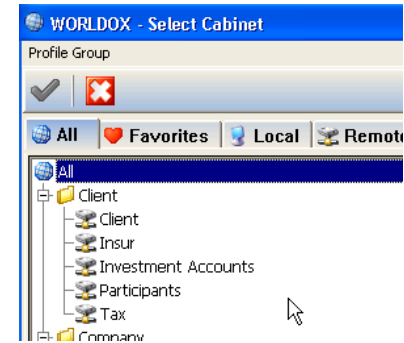 WORLDOX - Select Cabinet
Profile Group
All Favorites Local Remote
All
Client
Client
Insur
Investment Accounts
Participants
Tax
Company